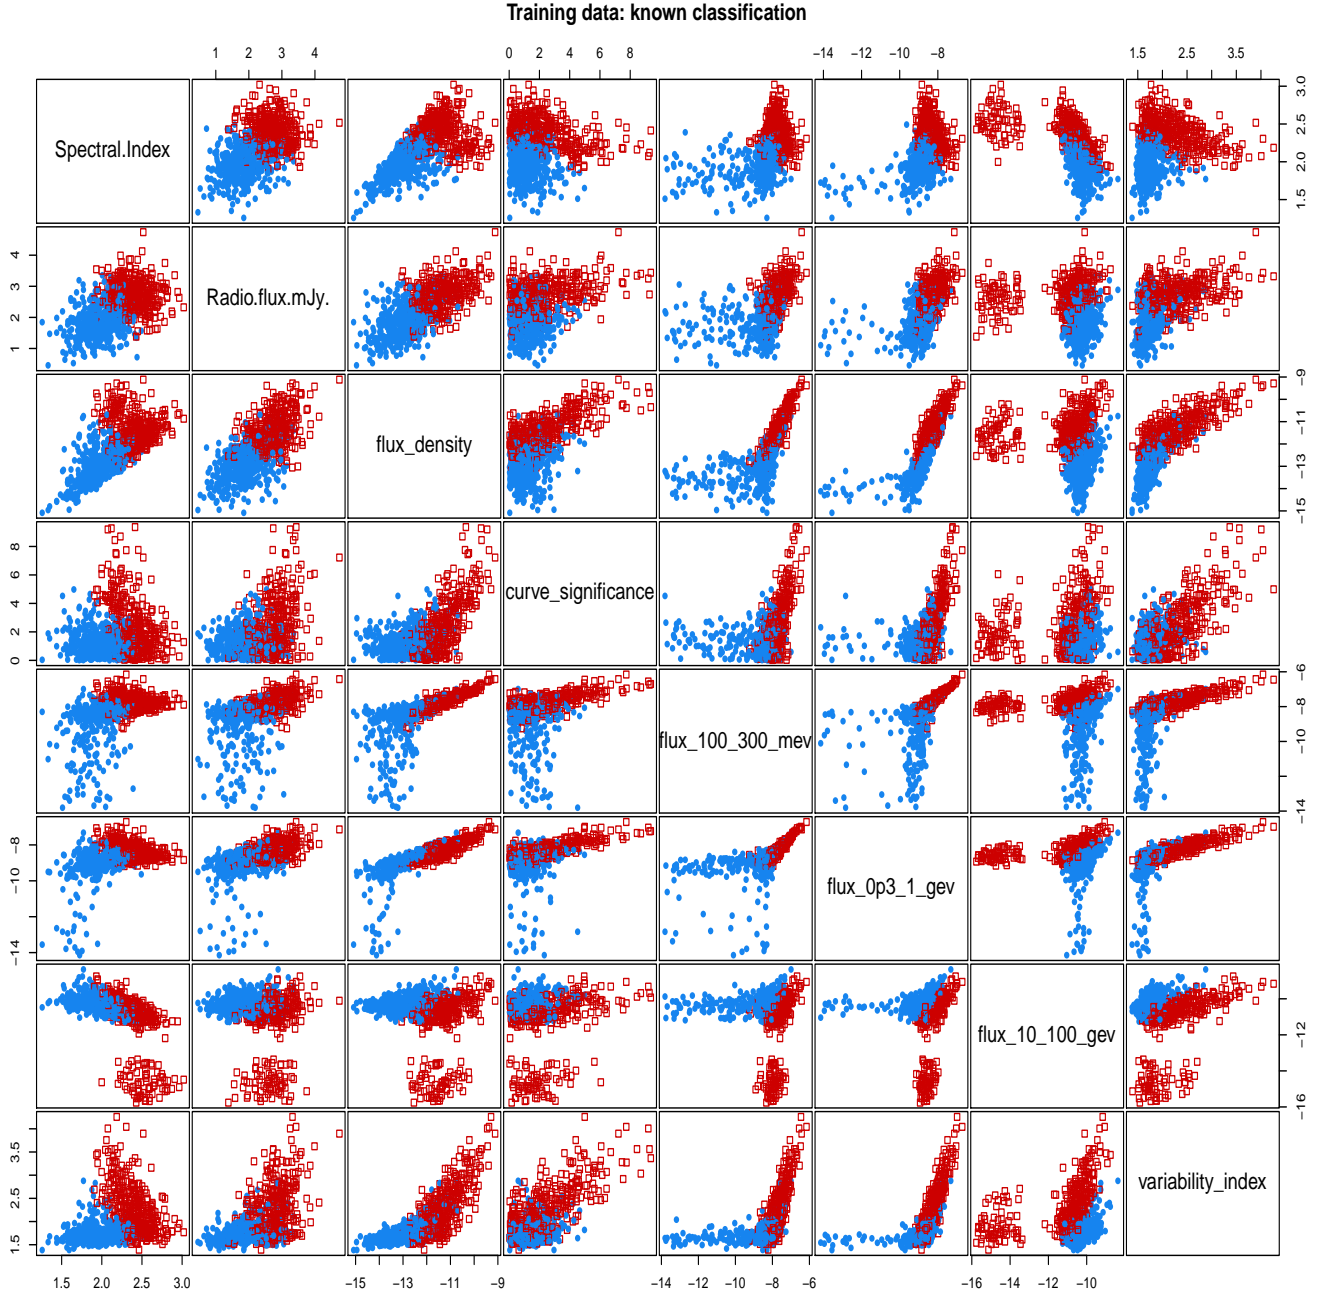 Training data: known classification
1 2 3 4 0 2 4 6 8 −14 −12 −10 −8 1.5 2.5 3.5
Spectral.Index
1.5 2.0 2.5 3.0
Radio.flux.mJy.
1 2 3 4
flux_density
−15 −13 −11 −9
curve_significance
0 2 4 6 8
flux_100_300_mev
−14 −10 −8 −6
flux_0p3_1_gev
−14 −10 −8
flux_10_100_gev
−16 −12
variability_index
1.5 2.5 3.5
1.5 2.0 2.5 3.0 −15 −13 −11 −9 −14 −12 −10 −8 −6 −16 −14 −12 −10